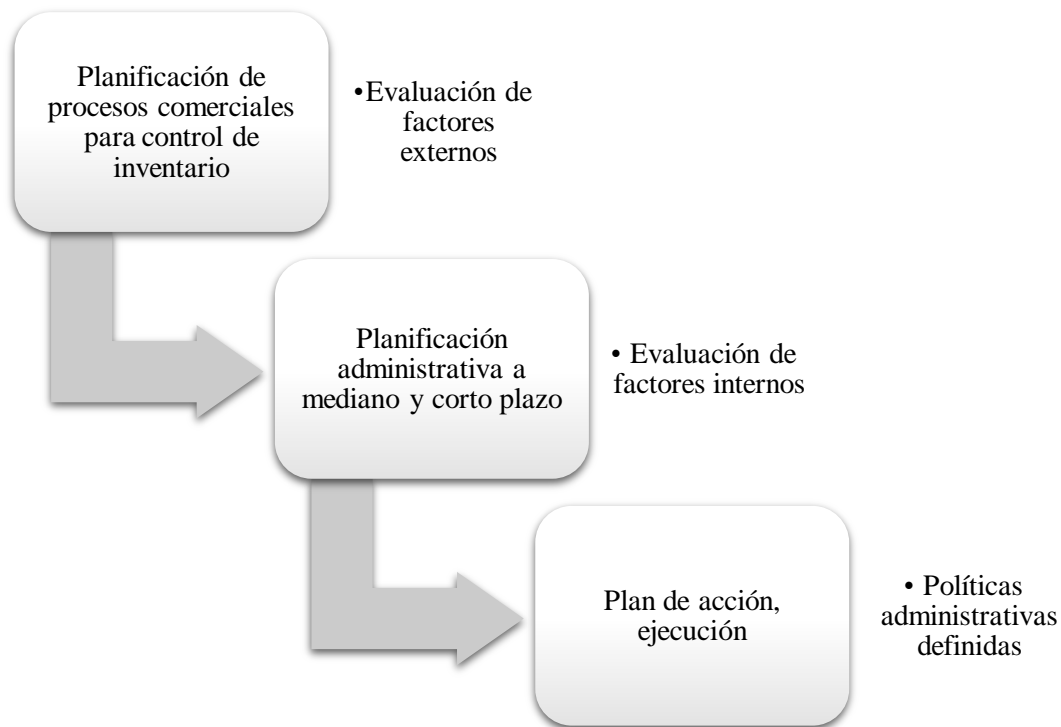 Planificación de
procesos comerciales
para control de
inventario
•Evaluación de
factores
externos
Planificación
administrativa a
mediano y corto plazo
• Evaluación de
factores internos
Plan de acción,
ejecución
• Políticas
administrativas
definidas